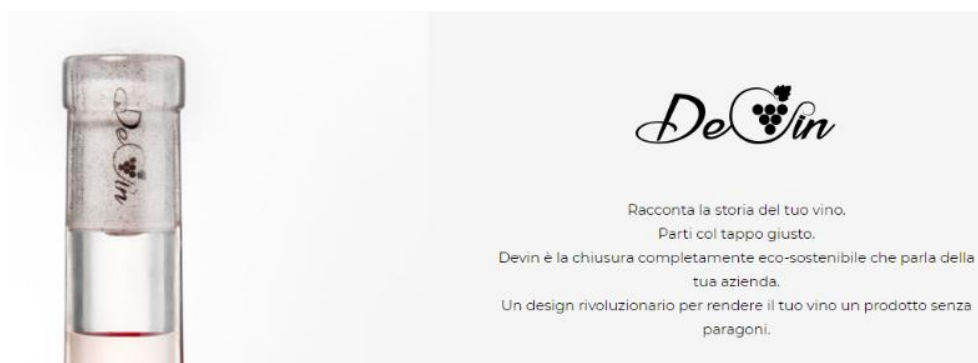 DeVin
DeVin
Racconta la storia del tuo vino.
Parti col tappo giusto.
Devin è la chiusura completamente eco-sostenibile che parla della
tua azienda.
Un design rivoluzionario per rendere il tuo vino un prodotto senza
paragoni.